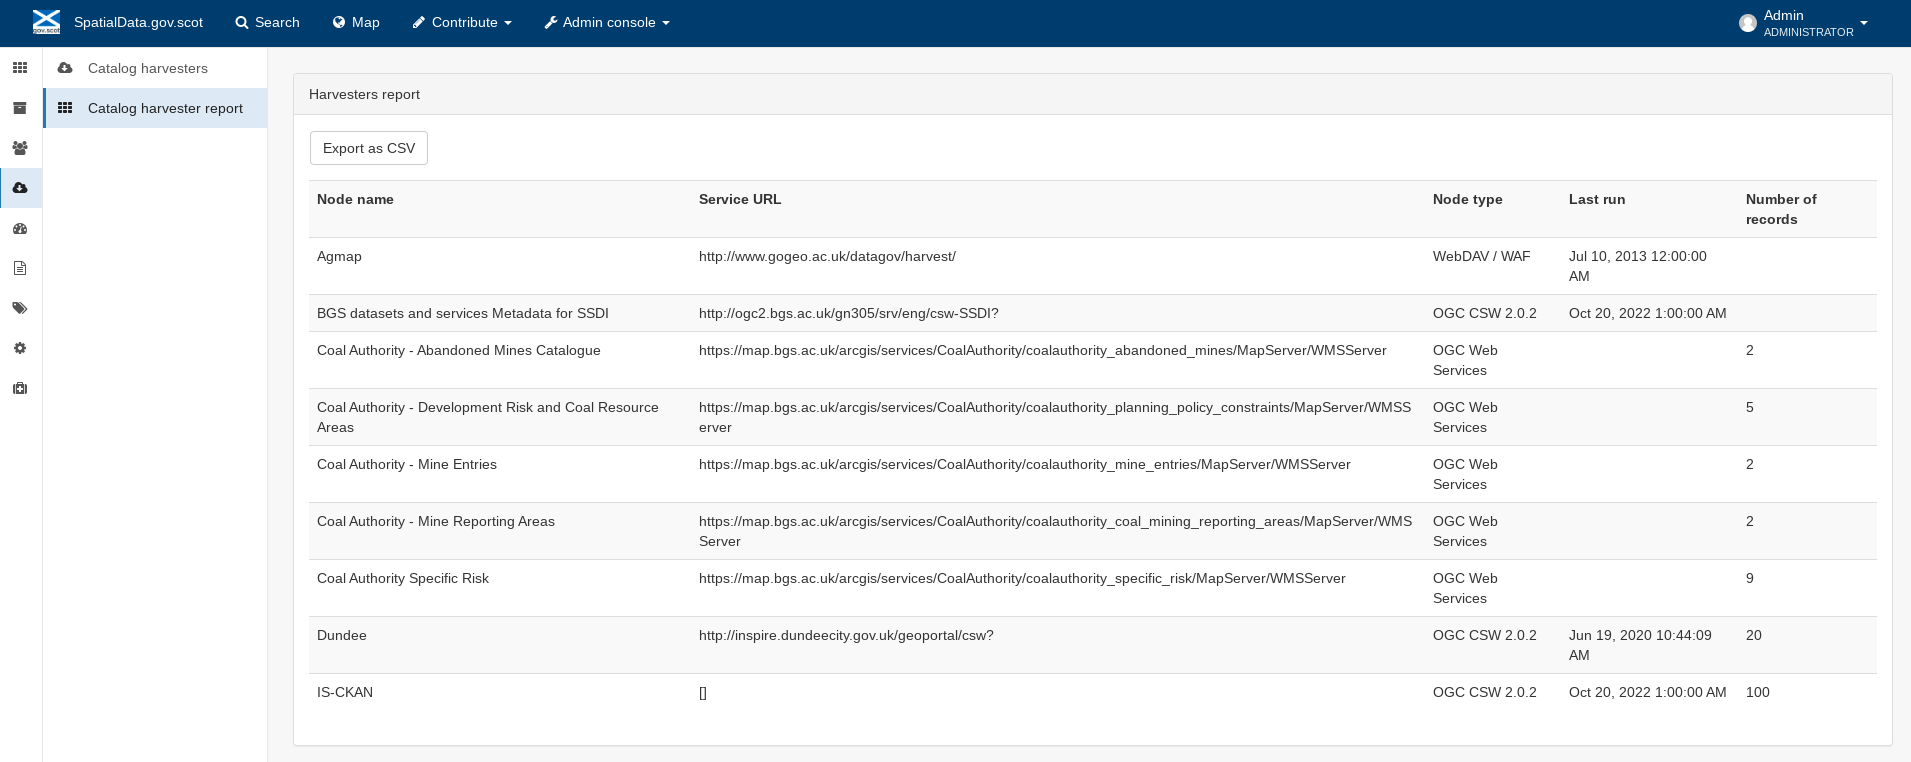 gov.scot SpatialData.gov.scot Search Map Contribute Admin console Admin
ADMINISTRATOR
Catalog harvesters
Catalog harvester report
Harvesters report
Export as CSV
Node name Service URL Node type Last run Number of
records
Agmap http://www.gogeo.ac.uk/datagov/harvest/ WebDAV / WAF Jul 10, 2013 12:00:00
AM
BGS datasets and services Metadata for SSDI http://ogc2.bgs.ac.uk/gn305/srv/eng/csw-SSDI? OGC CSW 2.0.2 Oct 20, 2022 1:00:00 AM
Coal Authority - Abandoned Mines Catalogue https://map.bgs.ac.uk/arcgis/services/CoalAuthority/coalauthority_abandoned_mines/MapServer/WMSServer OGC Web 2
Services
Coal Authority - Development Risk and Coal Resource https://map.bgs.ac.uk/arcgis/services/CoalAuthority/coalauthority_planning_policy_constraints/MapServer/WMSS OGC Web 5
Areas erver Services
Coal Authority - Mine Entries https://map.bgs.ac.uk/arcgis/services/CoalAuthority/coalauthority_mine_entries/MapServer/WMSServer OGC Web 2
Services
Coal Authority - Mine Reporting Areas https://map.bgs.ac.uk/arcgis/services/CoalAuthority/coalauthority_coal_mining_reporting_areas/MapServer/WMS OGC Web 2
Server Services
Coal Authority Specific Risk https://map.bgs.ac.uk/arcgis/services/CoalAuthority/coalauthority_specific_risk/MapServer/WMSServer OGC Web 9
Services
Dundee http://inspire.dundeecity.gov.uk/geoportal/csw? OGC CSW 2.0.2 Jun 19, 2020 10:44:09 20
AM
IS-CKAN [] OGC CSW 2.0.2 Oct 20, 2022 1:00:00 AM 100